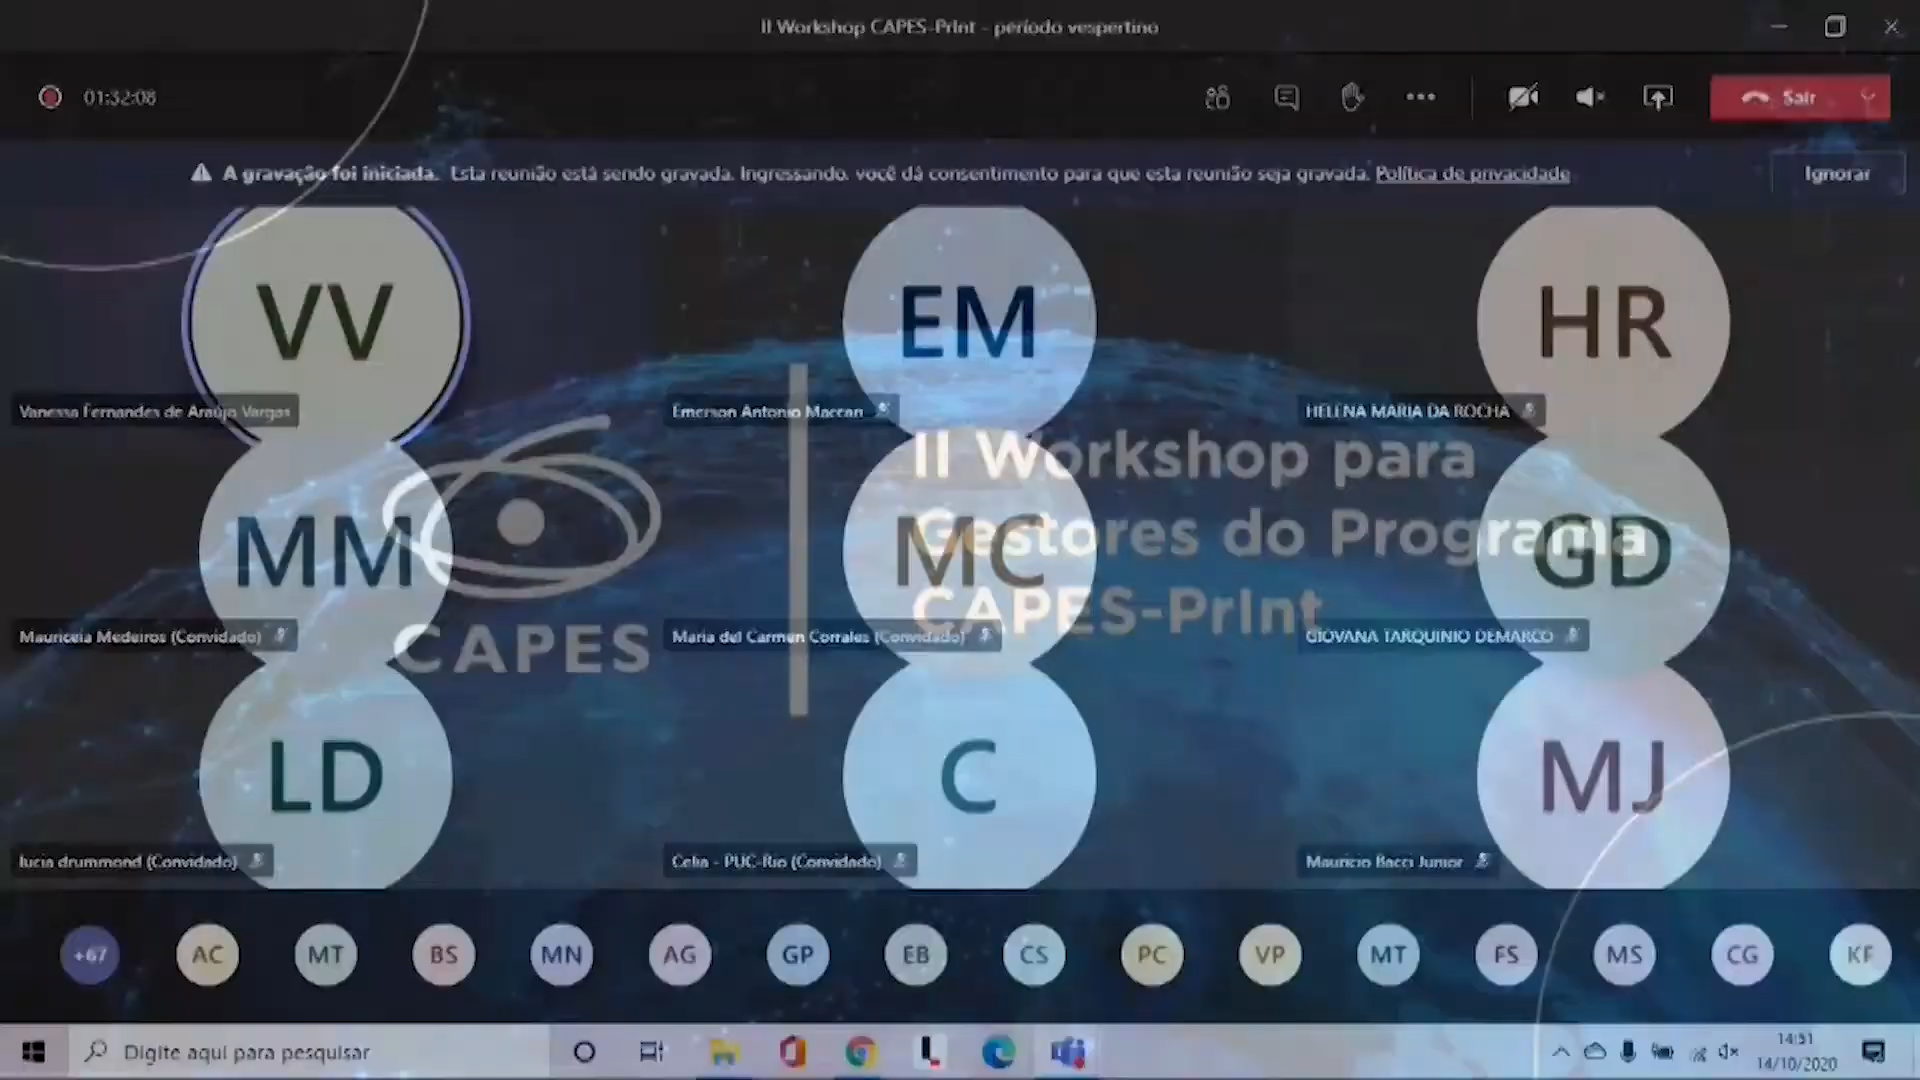 II Workshop CAPES-PrInt - período vespertino
01:32:08
Sair
A gravação foi iniciada. Esta reunião está sendo gravada. Ingressando, você dá consentimento para que esta reunião seja gravada. Política de privacidade
Ignorar
VV
EM
HR
Vanessa Fernandes de Araújo Vargas
Emerson Antonio Maccari
HELENA MARIA DA ROCHA
II Workshop para
Gestores do Programa
CAPES-PrInt
CAPES
MM
MC
GD
Mauriceia Medeiros (Convidado)
Maria del Carmen Corrales (Convidado)
GIOVANA TARQUINIO DEMARCO
LD
C
MJ
lucia drummond (Convidado)
Celia - PUC-Rio (Convidado)
Mauricio Bacci Junior
+67
AC
MT
BS
MN
AG
GP
EB
CS
PC
VP
MT
FS
MS
CG
KF
Digite aqui para pesquisar
14:51
14/10/2020